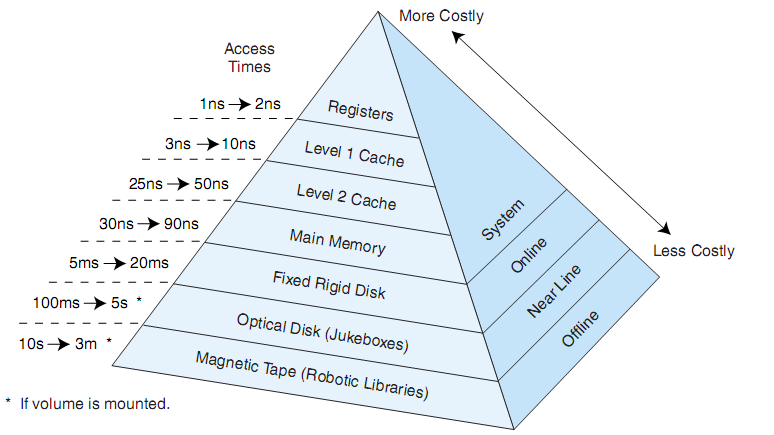 More Costly
Access
Times
1ns → 2ns
Registers
3ns → 10ns
Level 1 Cache
25ns → 50ns
Level 2 Cache
System
30ns → 90ns
Main Memory
Online
Less Costly
5ms → 20ms
Fixed Rigid Disk
Near Line
100ms → 5s *
Optical Disk (Jukeboxes)
Offline
10s → 3m *
Magnetic Tape (Robotic Libraries)
* If volume is mounted.